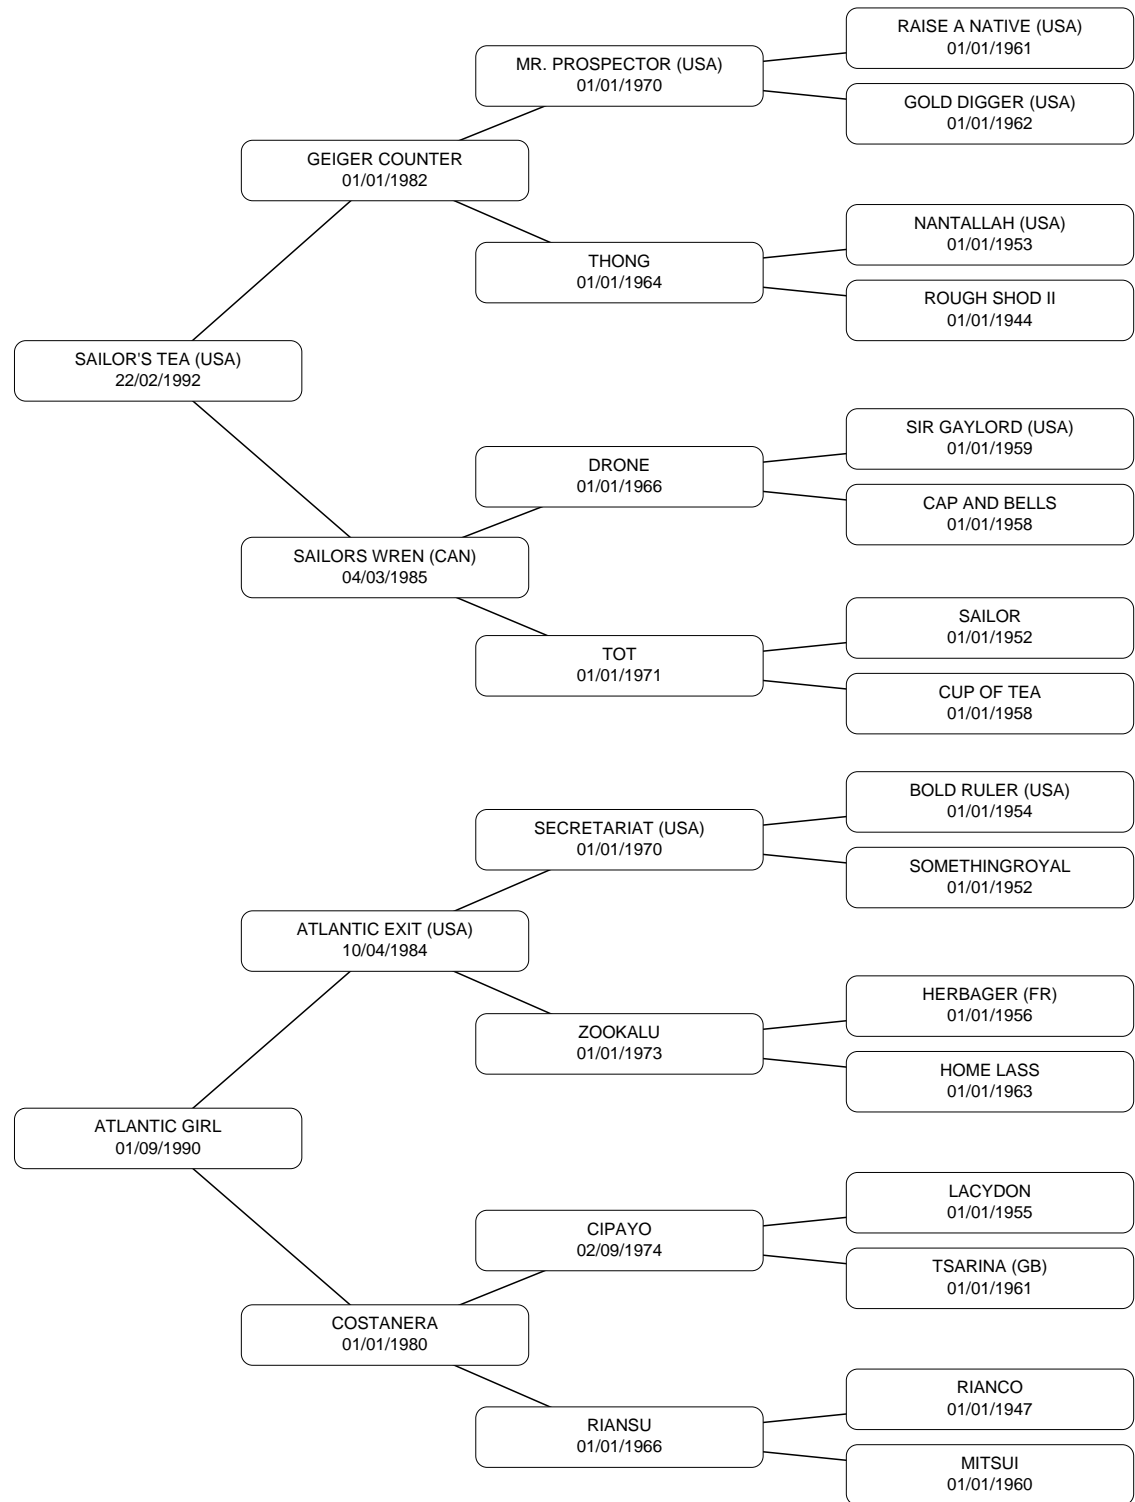 RAISE A NATIVE (USA)
01/01/1961
MR. PROSPECTOR (USA)
01/01/1970
GOLD DIGGER (USA)
01/01/1962
GEIGER COUNTER
01/01/1982
NANTALLAH (USA)
01/01/1953
THONG
01/01/1964
ROUGH SHOD II
01/01/1944
SAILOR'S TEA (USA)
22/02/1992
SIR GAYLORD (USA)
01/01/1959
DRONE
01/01/1966
CAP AND BELLS
01/01/1958
SAILORS WREN (CAN)
04/03/1985
SAILOR
01/01/1952
TOT
01/01/1971
CUP OF TEA
01/01/1958
BOLD RULER (USA)
01/01/1954
SECRETARIAT (USA)
01/01/1970
SOMETHINGROYAL
01/01/1952
ATLANTIC EXIT (USA)
10/04/1984
HERBAGER (FR)
01/01/1956
ZOOKALU
01/01/1973
HOME LASS
01/01/1963
ATLANTIC GIRL
01/09/1990
LACYDON
01/01/1955
CIPAYO
02/09/1974
TSARINA (GB)
01/01/1961
COSTANERA
01/01/1980
RIANCO
01/01/1947
RIANSU
01/01/1966
MITSUI
01/01/1960